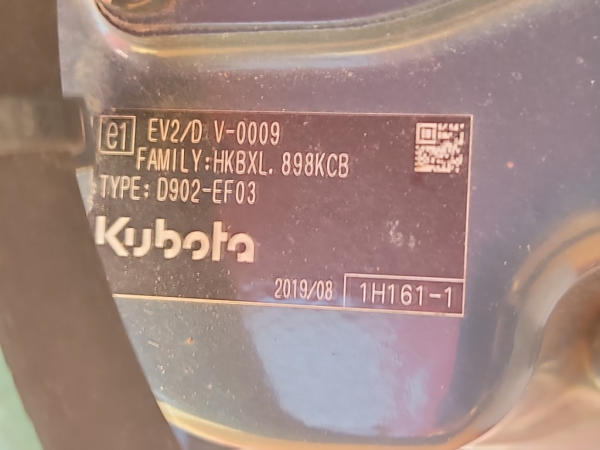 e1 EV2/D V-0009
FAMILY:HKBXL.898KCB
TYPE: D902-EF03
Kubota
2019/08 1H161-1